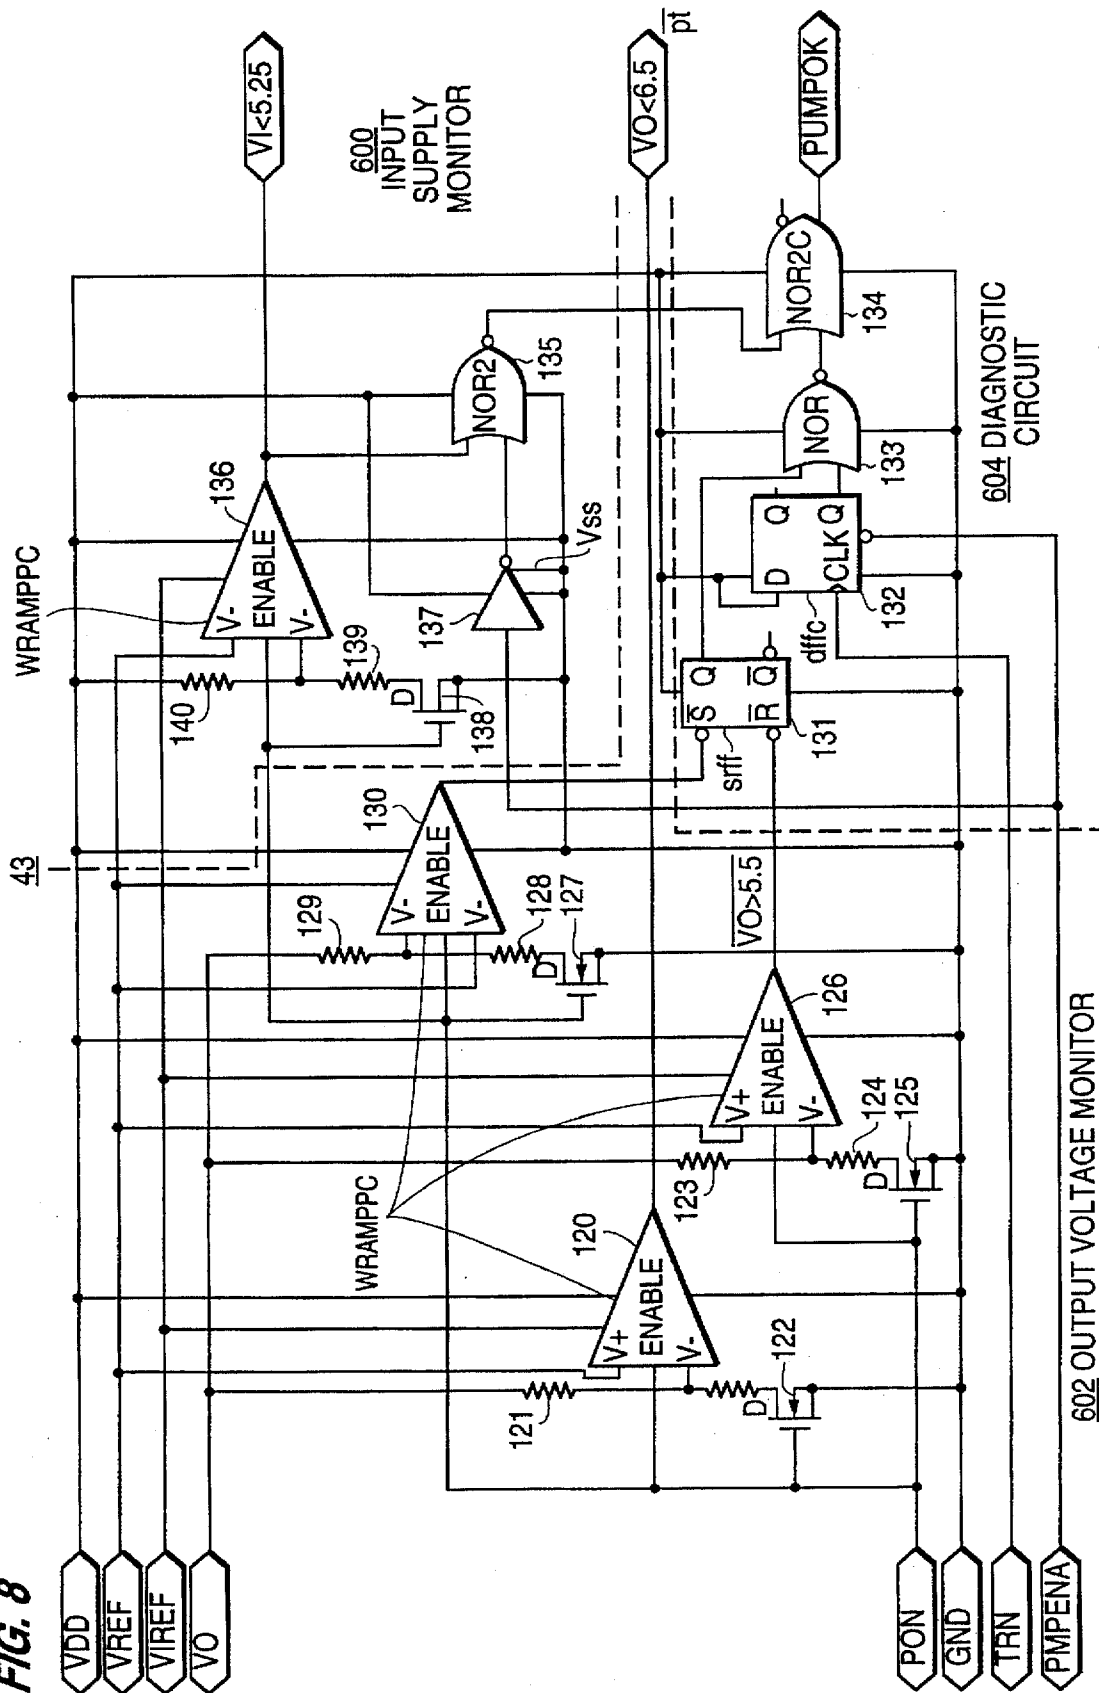 FIG. 8
43
WRAMPPC
VDD
VREF
VIREF
VO
140
V-
ENABLE
V-
136
VI<5.25
139
D
138
600
INPUT
SUPPLY
MONITOR
137
Vss
NOR2
135
129
V-
ENABLE
V-
130
128
D
127
WRAMPPC
121
V+
ENABLE
V-
120
D
122
123
V+
ENABLE
V-
126
124
D
125
VO>5.5
VO<6.5
pt
S
Q
R
Q
srff
131
D
Q
CLK
Q
dffc
132
NOR
133
NOR2C
134
PUMPOK
604 DIAGNOSTIC
CIRCUIT
PON
GND
TRN
PMPENA
602 OUTPUT VOLTAGE MONITOR